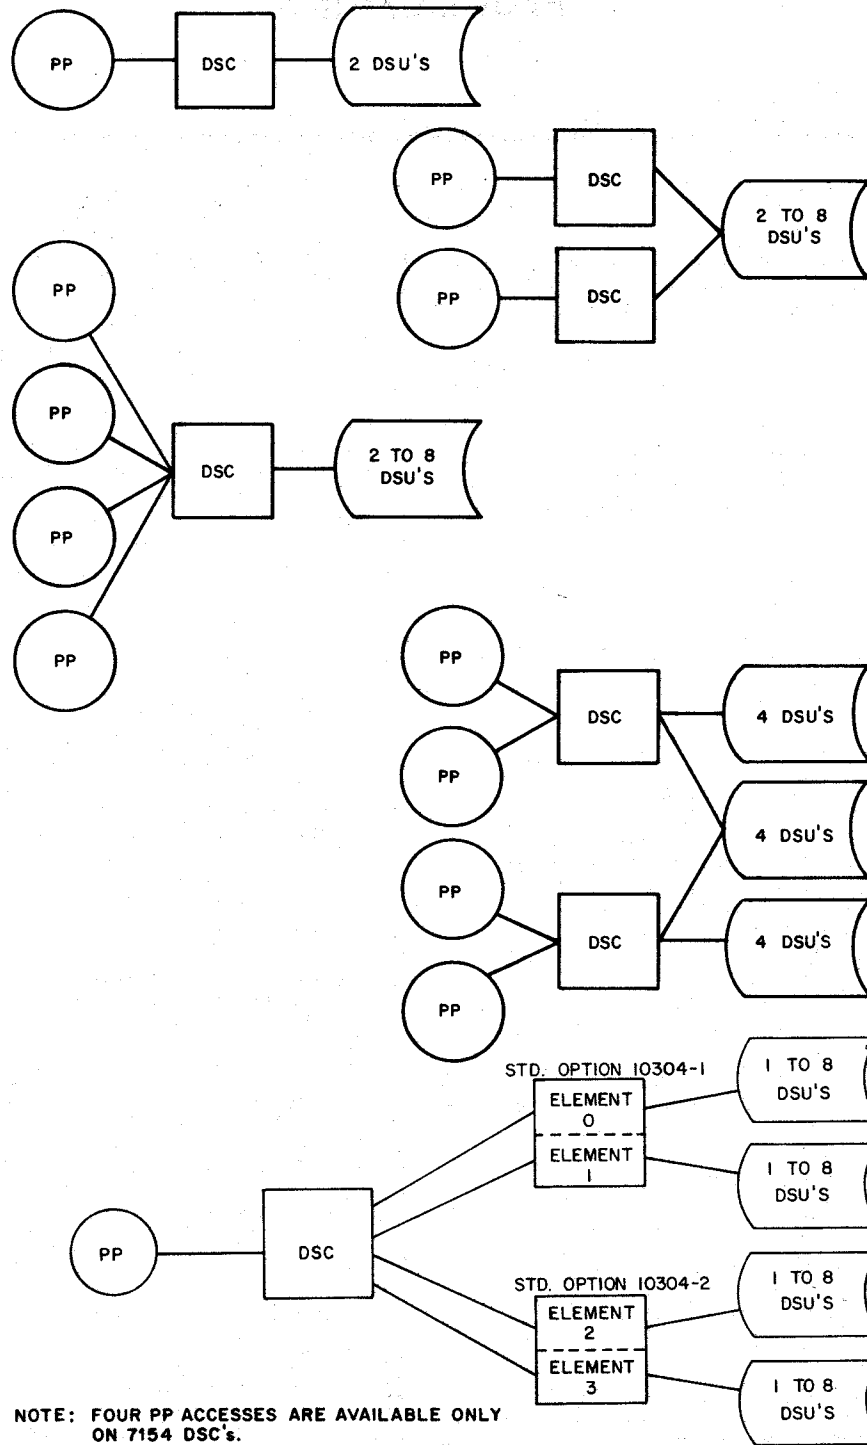 PP
DSC
2 DSU'S
PP
DSC
2 TO 8
DSU'S
PP
DSC
PP
PP
PP
PP
DSC
2 TO 8
DSU'S
PP
PP
DSC
4 DSU'S
4 DSU'S
PP
PP
DSC
4 DSU'S
STD. OPTION 10304-1
ELEMENT
0
ELEMENT
1
1 TO 8
DSU'S
1 TO 8
DSU'S
PP
DSC
STD. OPTION 10304-2
ELEMENT
2
ELEMENT
3
1 TO 8
DSU'S
1 TO 8
DSU'S
NOTE: FOUR PP ACCESSES ARE AVAILABLE ONLY
ON 7154 DSC's.